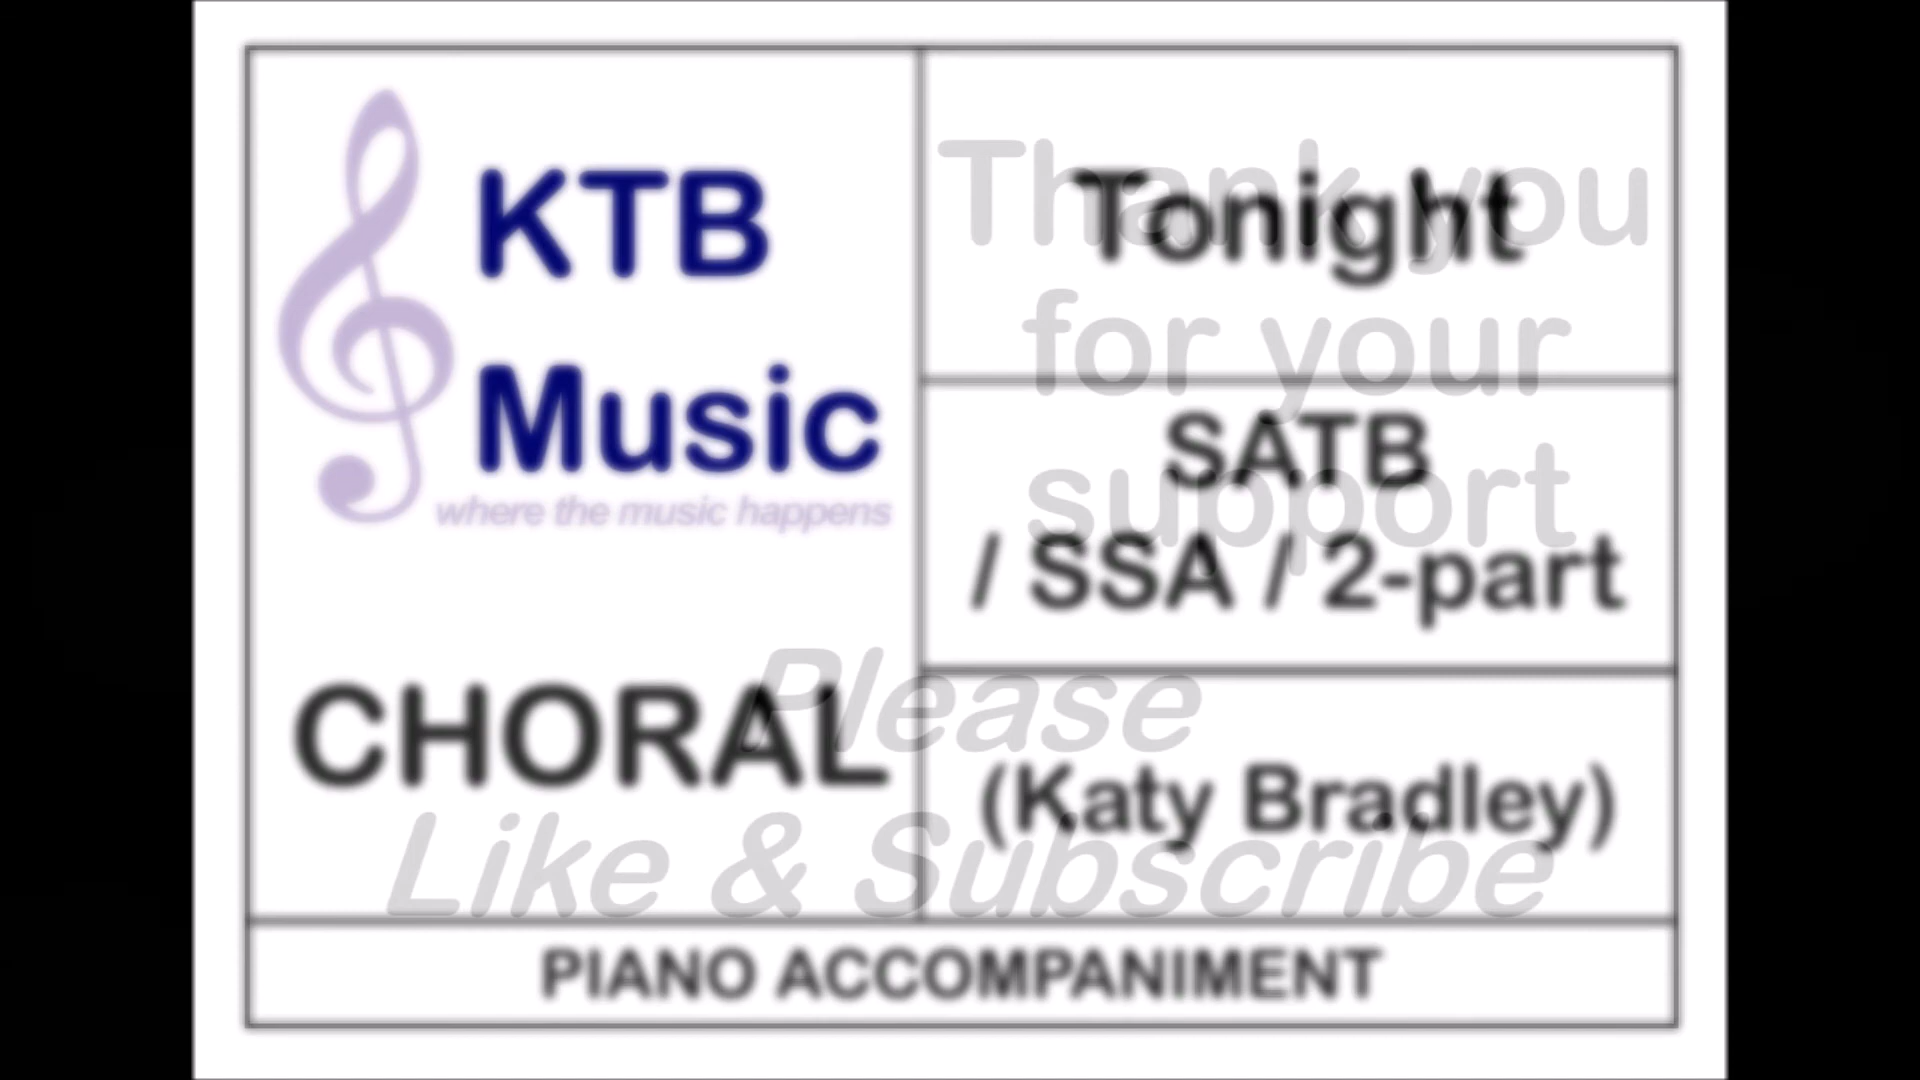 KTB
Music
where the music happens
CHORAL
Tonight
SATB
/ SSA / 2-part
(Katy Bradley)
PIANO ACCOMPANIMENT
Thank you
for your
support
Please
Like & Subscribe